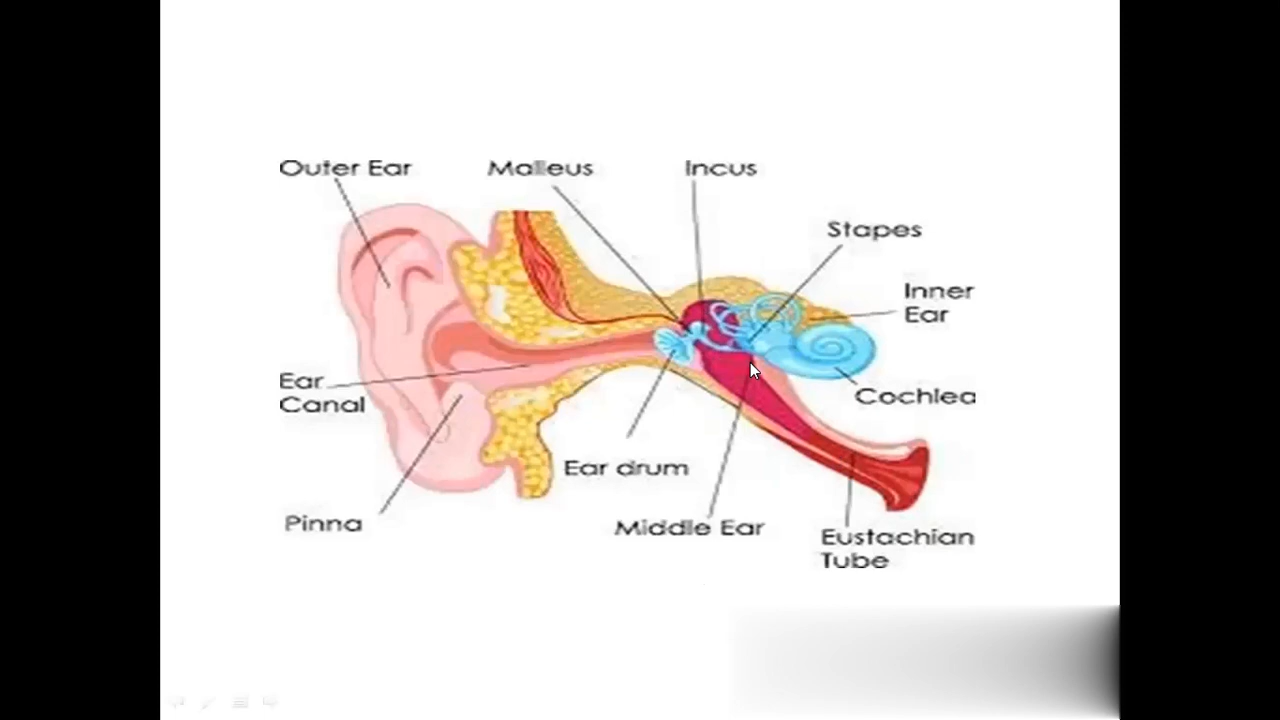 Outer Ear
Malleus
Incus
Stapes
Inner
Ear
Ear
Canal
Cochlea
Ear drum
Pinna
Middle Ear
Eustachian
Tube